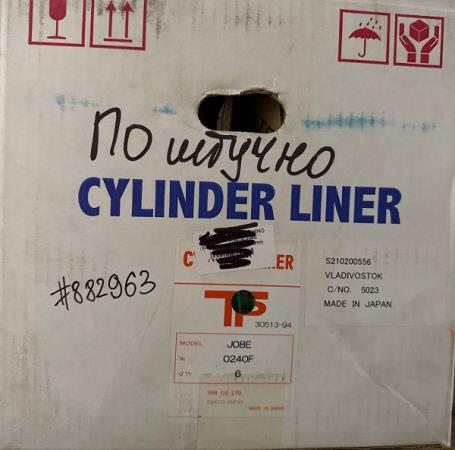 По штучно
CYLINDER LINER
#882963
S210200556
VLADIVOSTOK
C/NO. 5023
MADE IN JAPAN
LINER
TP
30513-94
MODEL J08E
№ 0240F
Q'TY 6
TPR CO.,LTD.
TOKYO-JAPAN
MADE IN JAPAN